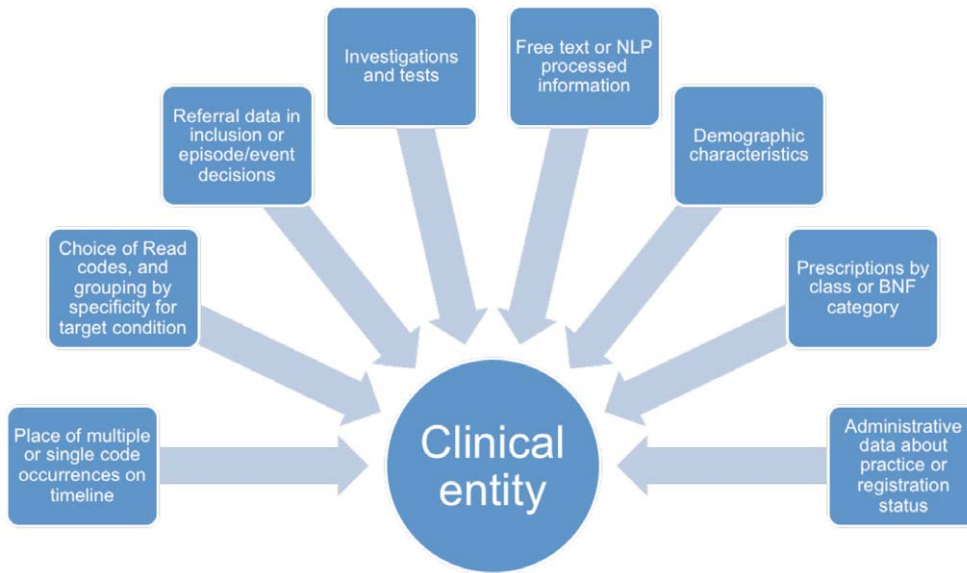 Place of multiple
or single code
occurrences on
timeline
Choice of Read
codes, and
grouping by
specificity for
target condition
Referral data in
inclusion or
episode/event
decisions
Investigations
and tests
Free text or NLP
processed
information
Demographic
characteristics
Prescriptions by
class or BNF
category
Administrative
data about
practice or
registration
status
Clinical
entity